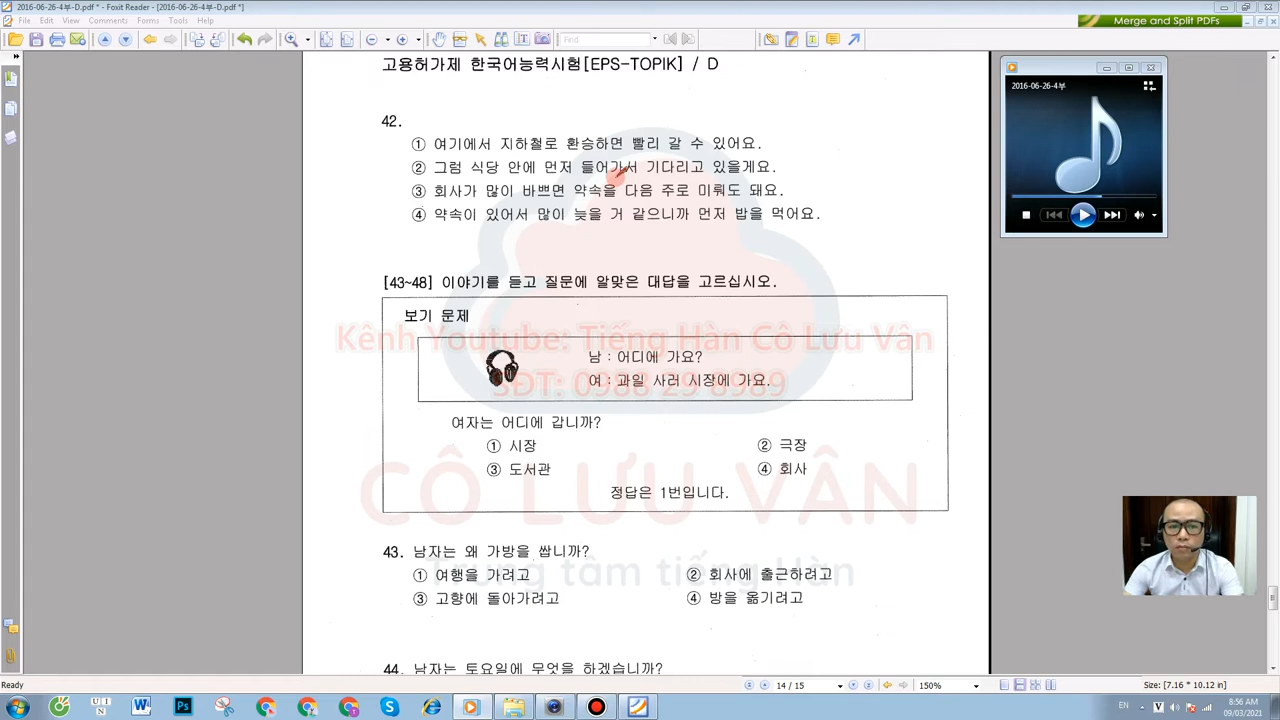 2016-06-26-4부-D.pdf * - Foxit Reader - [2016-06-26-4부-D.pdf *]
File Edit View Comments Forms Tools Help
Merge and Split PDFs
Find
고용허가제 한국어능력시험[EPS-TOPIK] / D
42.
① 여기에서 지하철로 환승하면 빨리 갈 수 있어요.
② 그럼 식당 안에 먼저 들어가서 기다리고 있을게요.
③ 회사가 많이 바쁘면 약속을 다음 주로 미뤄도 돼요.
④ 약속이 있어서 많이 늦을 거 같으니까 먼저 밥을 먹어요.
[43~48] 이야기를 듣고 질문에 알맞은 대답을 고르십시오.
보기 문제
Kênh Youtube: Tiếng Hàn Cô Lưu Vân
남 : 어디에 가요?
여 : 과일 사러 시장에 가요.
SĐT: 0988 29 6989
여자는 어디에 갑니까?
① 시장 ② 극장
③ 도서관 ④ 회사
정답은 1번입니다.
CÔ LƯU VÂN
43. 남자는 왜 가방을 쌉니까?
Trung tâm tiếng Hàn
① 여행을 가려고 ② 회사에 출근하려고
③ 고향에 돌아가려고 ④ 방을 옮기려고
44. 남자는 토요일에 무엇을 하겠습니까?
2016-06-26-4부
Ready
14 / 15
150%
Size: [7.16 * 10.12 in]
EN
8:56 AM
09/03/2021